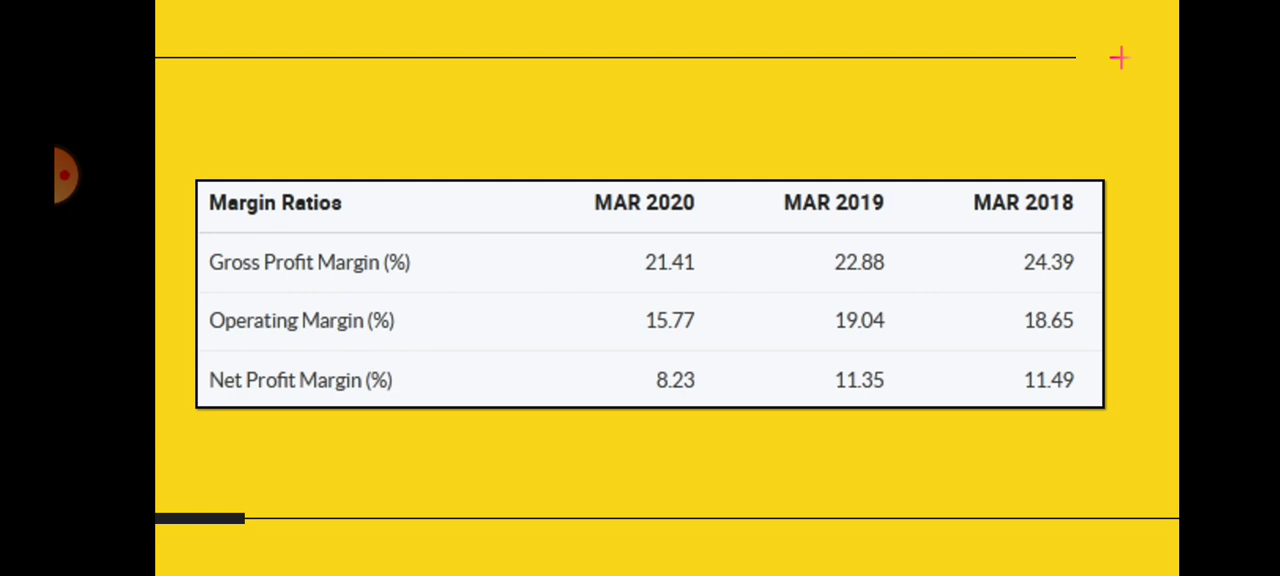 Margin Ratios MAR 2020 MAR 2019 MAR 2018
Gross Profit Margin (%) 21.41 22.88 24.39
Operating Margin (%) 15.77 19.04 18.65
Net Profit Margin (%) 8.23 11.35 11.49